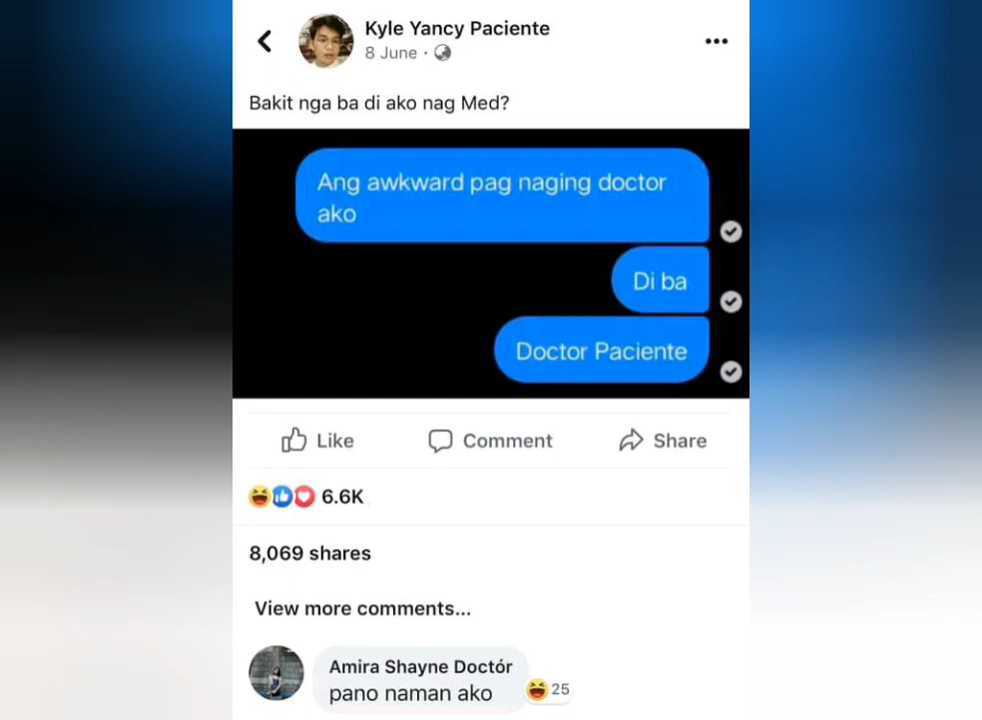 Kyle Yancy Paciente
8 June ·
Bakit nga ba di ako nag Med?
Ang awkward pag naging doctor
ako
Di ba
Doctor Paciente
Like
Comment
Share
6.6K
8,069 shares
View more comments...
Amira Shayne Doctór
pano naman ako
25